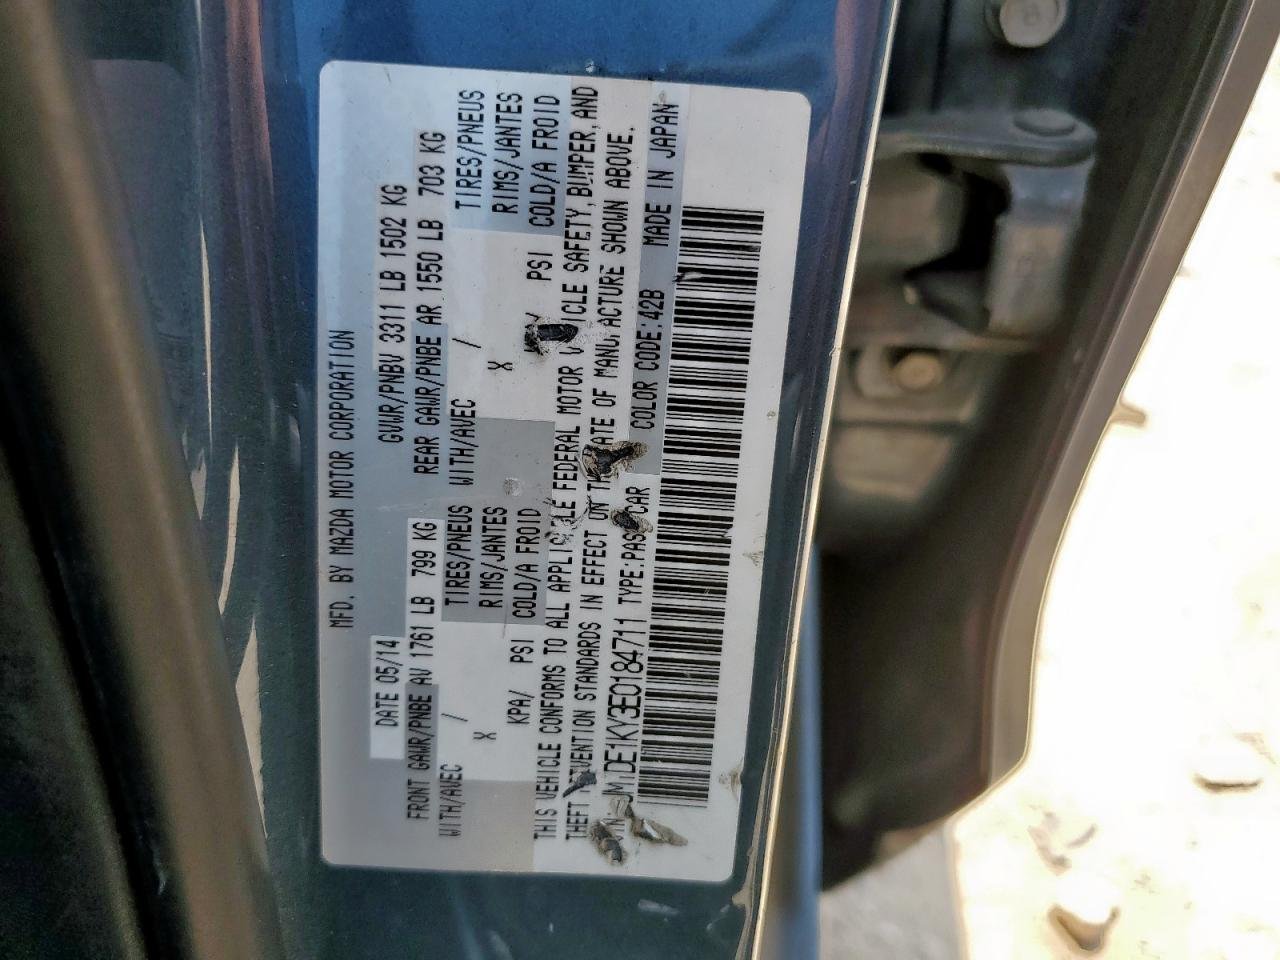 MFD. BY MAZDA MOTOR CORPORATION
DATE 05/14 GVWR/PNBV 3311 LB 1502 KG
FRONT GAWR/PNBE AV 1761 LB 799 KG REAR GAWR/PNBE AR 1550 LB 703 KG
WITH/AVEC / TIRES/PNEUS WITH/AVEC / TIRES/PNEUS
X RIMS/JANTES X RIMS/JANTES
KPA/ PSI COLD/A FROID / PSI COLD/A FROID
THIS VEHICLE CONFORMS TO ALL FEDERAL MOTOR SAFETY, BUMPER, AND
THEFT STANDARDS IN EFFECT ON OF SHOWN ABOVE.
DE1KY3E0184711 TYPE:PAS CAR COLOR CODE:42B MADE IN JAPAN